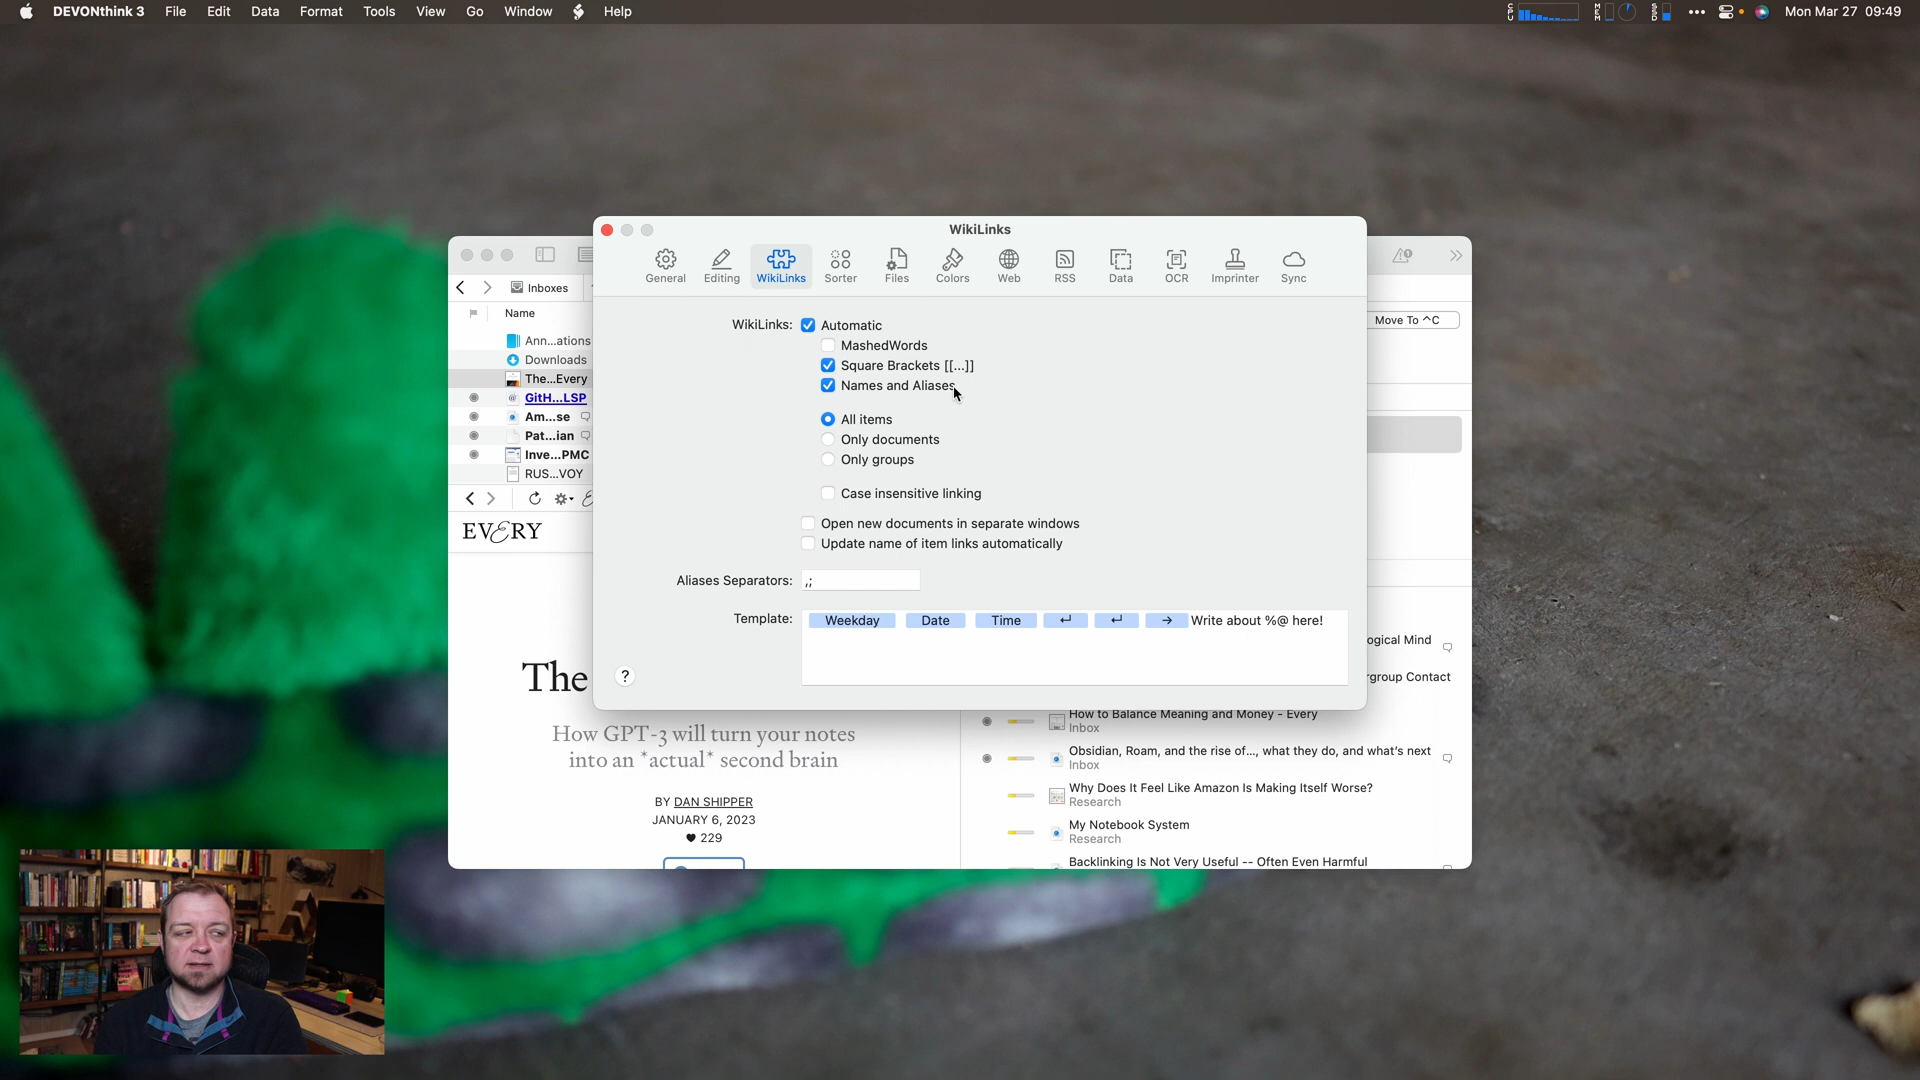 DEVONthink 3 File Edit Data Format Tools View Go Window Help
CPU MEM SSD Mon Mar 27 09:49
WikiLinks
General Editing WikiLinks Sorter Files Colors Web RSS Data OCR Imprinter Sync
Inboxes
Name
Move To ^C
Ann...ations
Downloads
The...Every
GitH...LSP
Am...se
Pat...ian
Inve...PMC
RUS...VOY
WikiLinks: Automatic
MashedWords
Square Brackets [[...]]
Names and Aliases
All items
Only documents
Only groups
Case insensitive linking
Open new documents in separate windows
Update name of item links automatically
Aliases Separators: ,;
Template: Weekday Date Time ↵ ↵ → Write about %@ here!
?
EVERY
The
How GPT-3 will turn your notes
into an *actual* second brain
BY DAN SHIPPER
JANUARY 6, 2023
229
ogical Mind
rgroup Contact
How to Balance Meaning and Money - Every
Inbox
Obsidian, Roam, and the rise of..., what they do, and what's next
Inbox
Why Does It Feel Like Amazon Is Making Itself Worse?
Research
My Notebook System
Research
Backlinking Is Not Very Useful -- Often Even Harmful